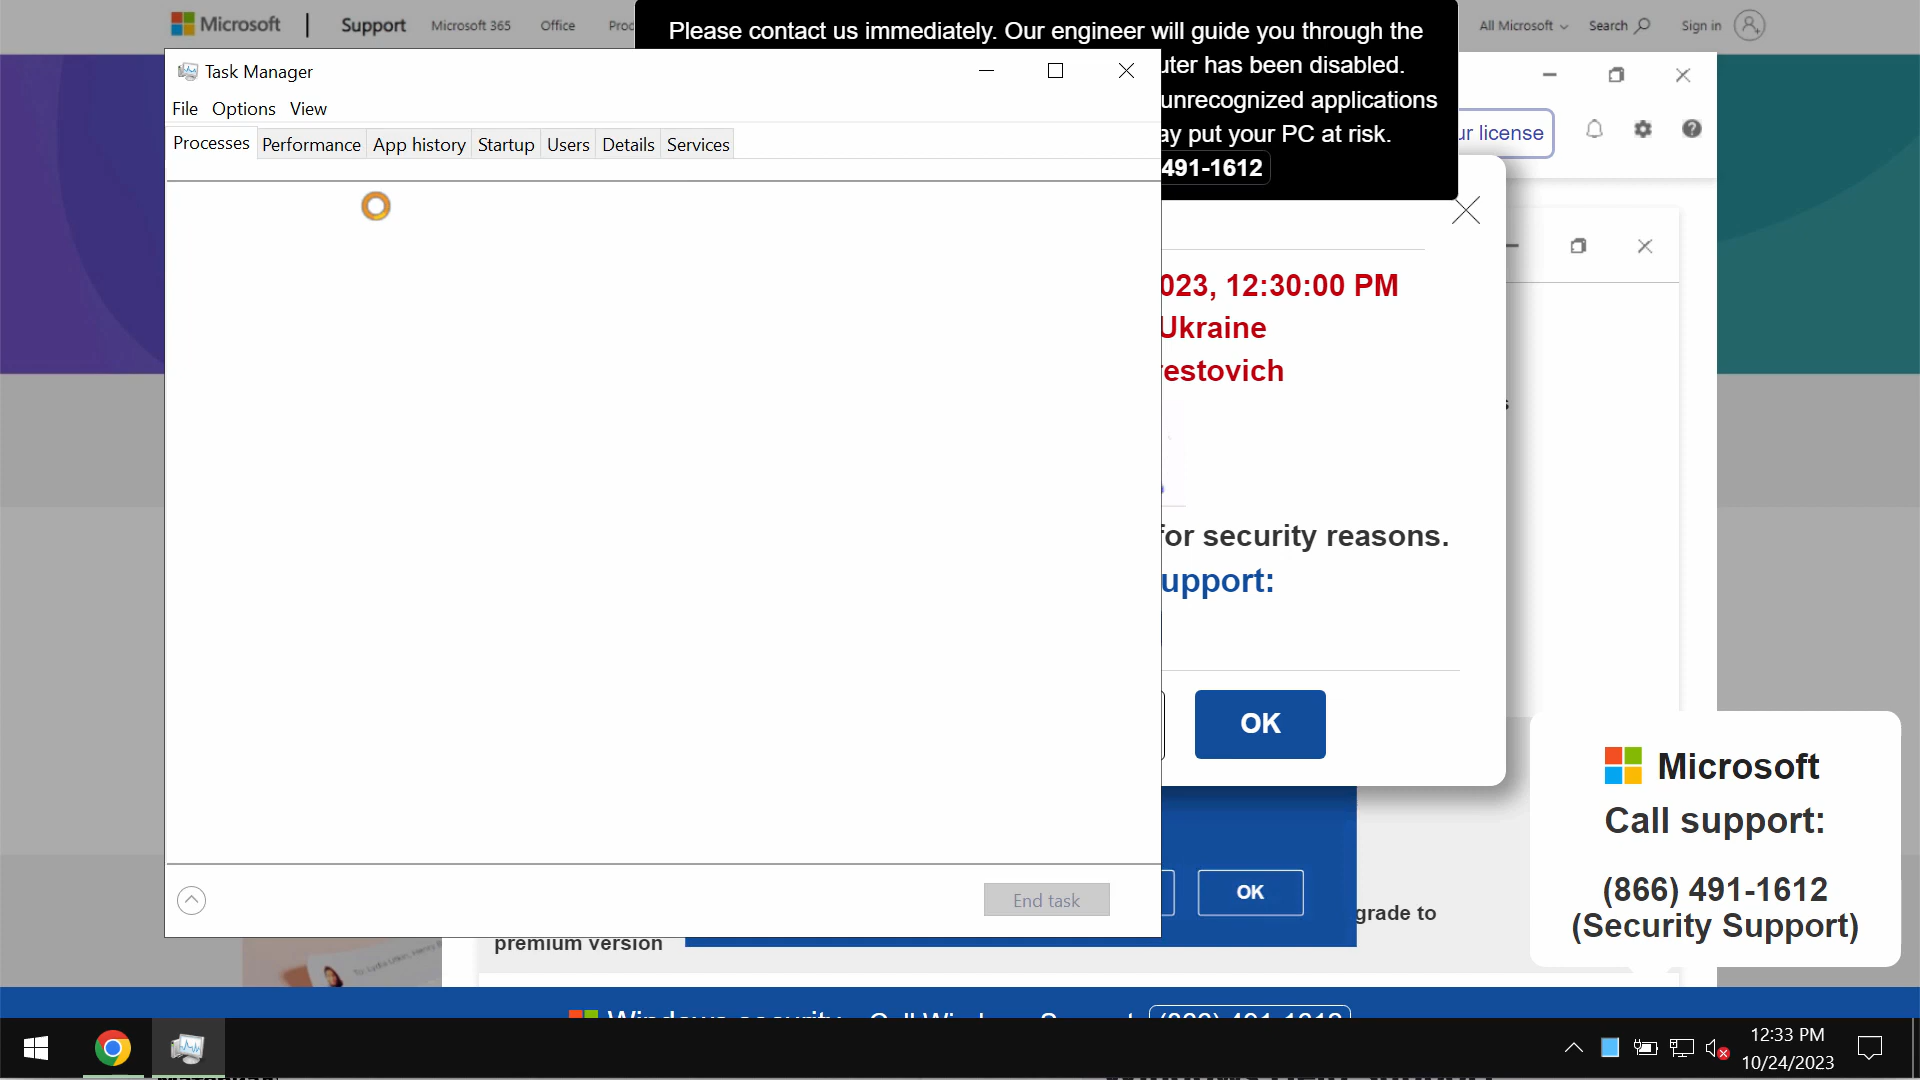 Microsoft
Support
Microsoft 365
Office
All Microsoft
Search
Sign in
Please contact us immediately. Our engineer will guide you through the
uter has been disabled.
unrecognized applications
ay put your PC at risk.
491-1612
Task Manager
File
Options
View
Processes
Performance
App history
Startup
Users
Details
Services
ur license
023, 12:30:00 PM
Ukraine
restovich
for security reasons.
upport:
OK
OK
End task
grade to
premium version
Microsoft
Call support:
(866) 491-1612
(Security Support)
12:33 PM
10/24/2023